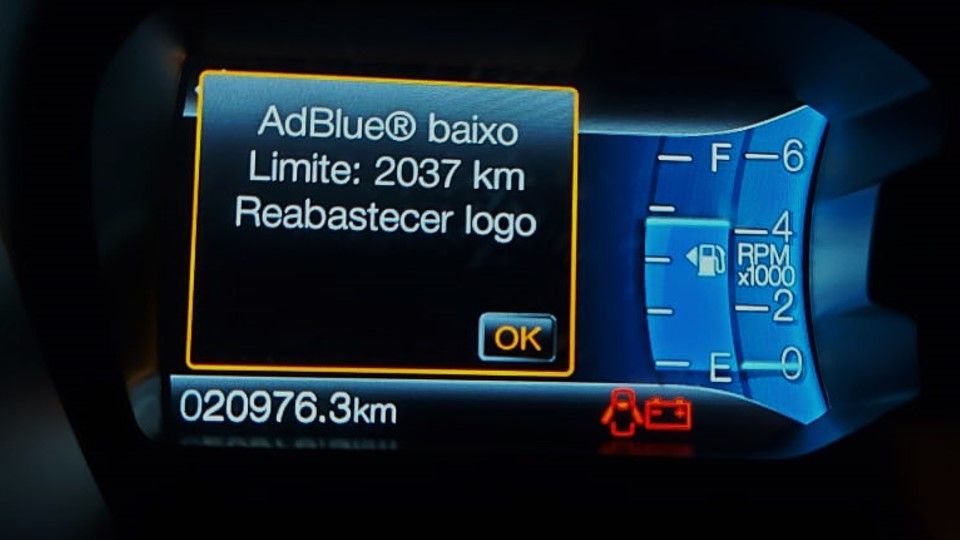 AdBlue® baixo
Limite: 2037 km
Reabastecer logo
OK
F
6
4
RPM
x1000
2
E
0
020976.3km